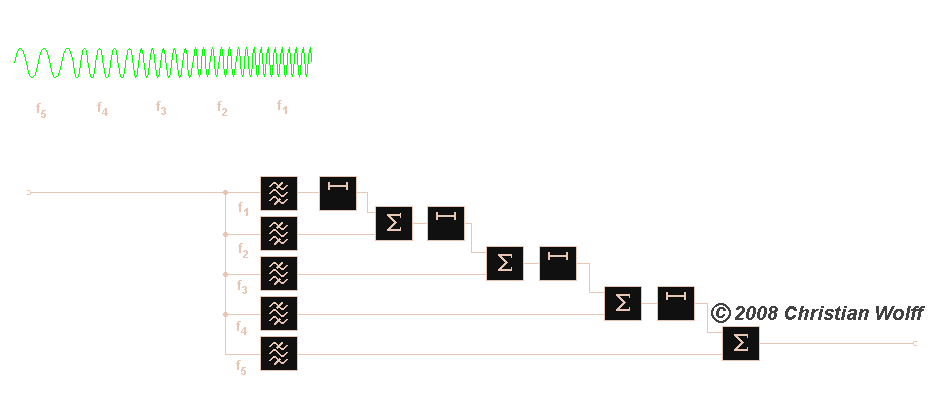 f5 f4 f3 f2 f1
f1
f2
f3
f4
f5
Σ
Σ
Σ
Σ
© 2008 Christian Wolff